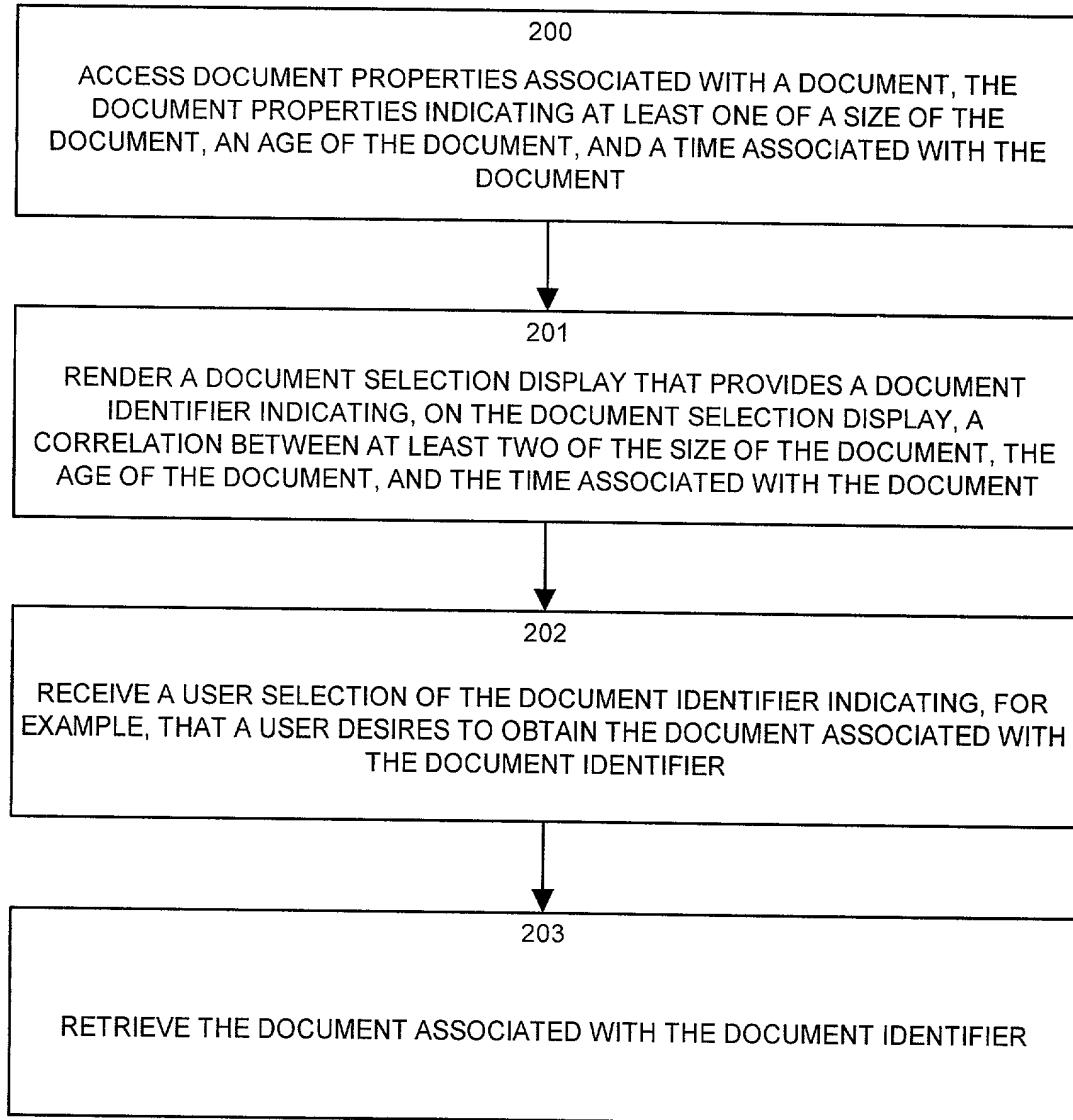 200
ACCESS DOCUMENT PROPERTIES ASSOCIATED WITH A DOCUMENT, THE
DOCUMENT PROPERTIES INDICATING AT LEAST ONE OF A SIZE OF THE
DOCUMENT, AN AGE OF THE DOCUMENT, AND A TIME ASSOCIATED WITH THE
DOCUMENT
201
RENDER A DOCUMENT SELECTION DISPLAY THAT PROVIDES A DOCUMENT
IDENTIFIER INDICATING, ON THE DOCUMENT SELECTION DISPLAY, A
CORRELATION BETWEEN AT LEAST TWO OF THE SIZE OF THE DOCUMENT, THE
AGE OF THE DOCUMENT, AND THE TIME ASSOCIATED WITH THE DOCUMENT
202
RECEIVE A USER SELECTION OF THE DOCUMENT IDENTIFIER INDICATING, FOR
EXAMPLE, THAT A USER DESIRES TO OBTAIN THE DOCUMENT ASSOCIATED WITH
THE DOCUMENT IDENTIFIER
203
RETRIEVE THE DOCUMENT ASSOCIATED WITH THE DOCUMENT IDENTIFIER